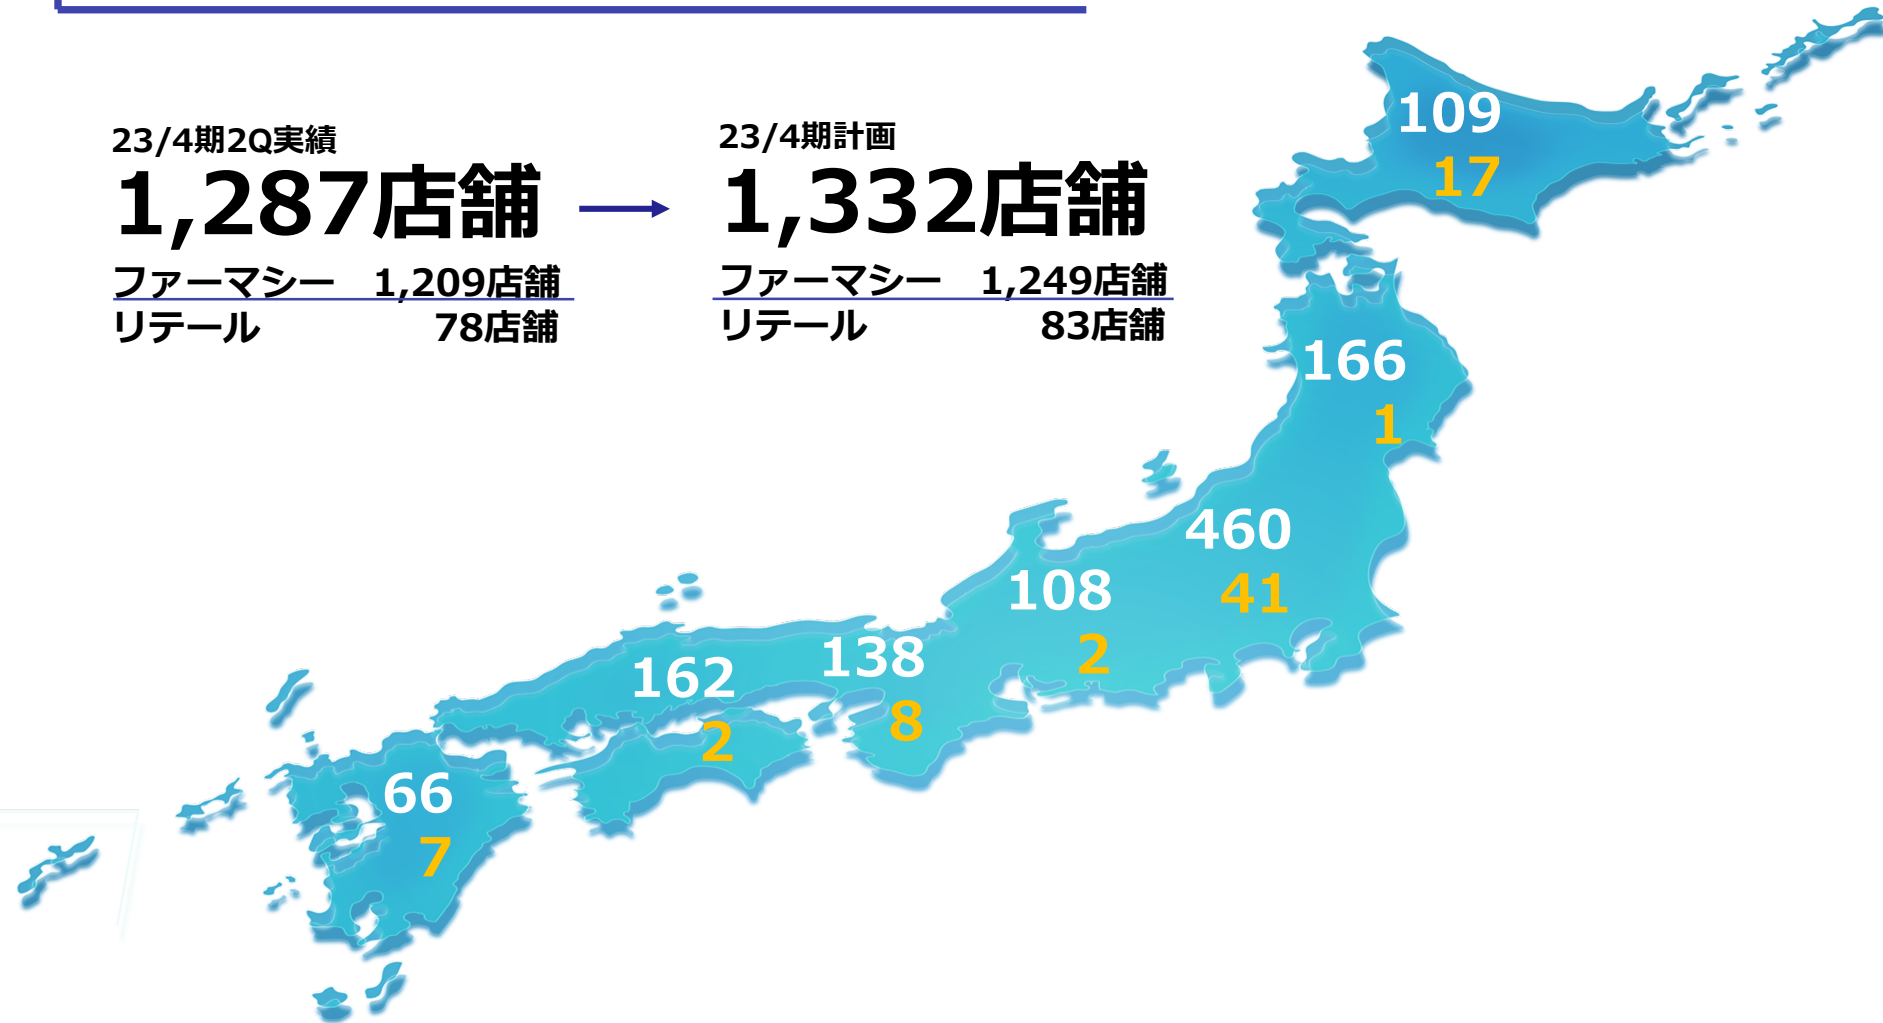 23/4期2Q実績
1,287店舗
ファーマシー 1,209店舗
リテール 78店舗
23/4期計画
1,332店舗
ファーマシー 1,249店舗
リテール 83店舗
109
17
166
1
460
41
108
2
138
8
162
2
66
7